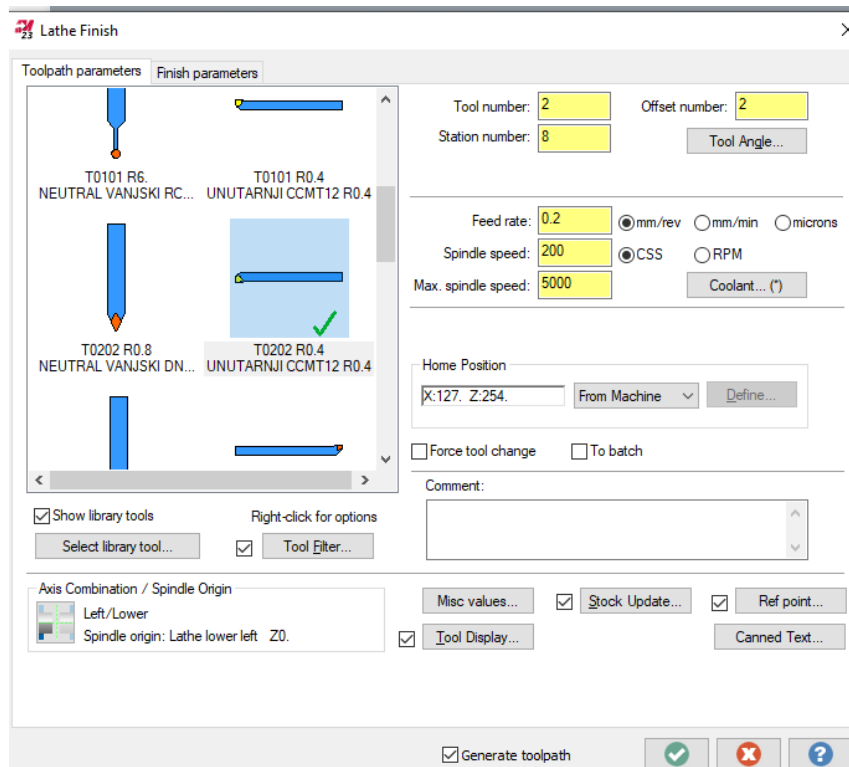 23 Lathe Finish
Toolpath parameters Finish parameters
T0101 R6. T0101 R0.4
NEUTRAL VANJSKI RC... UNUTARNJI CCMT12 R0.4
T0202 R0.8 T0202 R0.4
NEUTRAL VANJSKI DN... UNUTARNJI CCMT12 R0.4
Show library tools Right-click for options
Select library tool... Tool Filter...
Tool number: 2 Offset number: 2
Station number: 8 Tool Angle...
Feed rate: 0.2 mm/rev mm/min microns
Spindle speed: 200 CSS RPM
Max. spindle speed: 5000 Coolant... (*)
Home Position
X:127. Z:254. From Machine Define...
Force tool change To batch
Comment:
Axis Combination / Spindle Origin
Left/Lower
Spindle origin: Lathe lower left Z0.
Misc values... Stock Update... Ref point...
Tool Display... Canned Text...
Generate toolpath